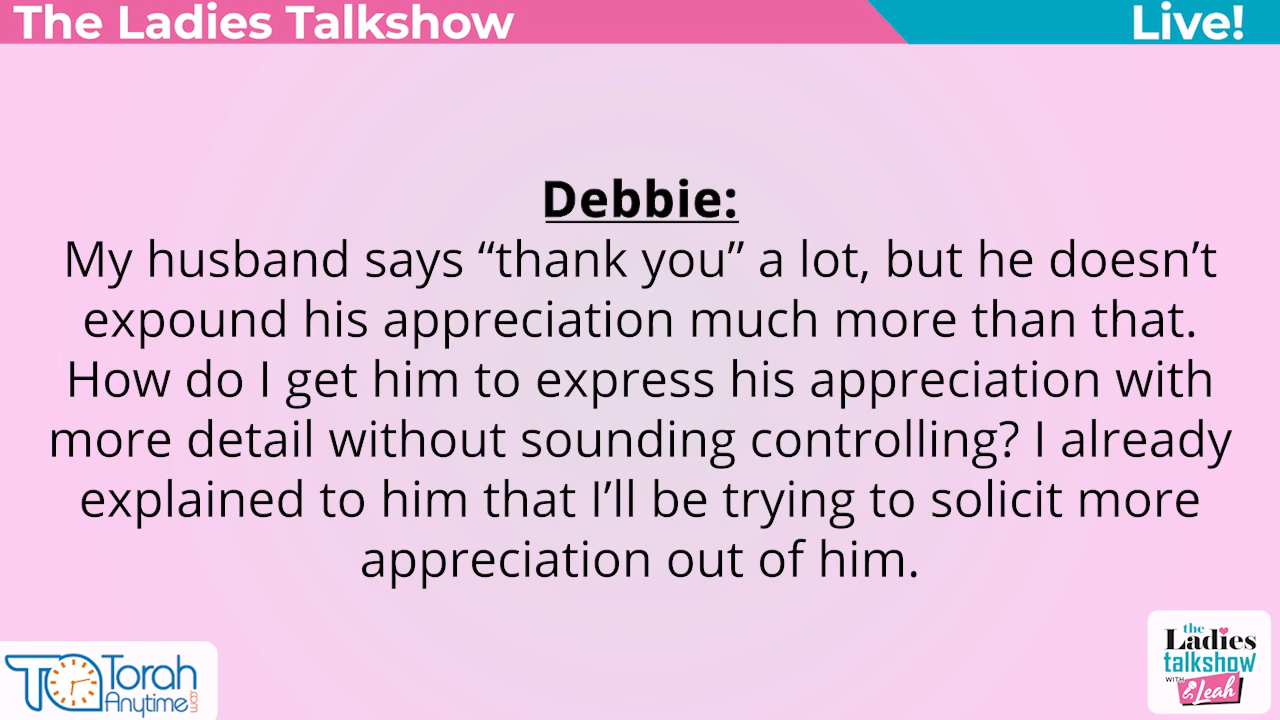 The Ladies Talkshow
Live!
Debbie:
My husband says “thank you” a lot, but he doesn’t
expound his appreciation much more than that.
How do I get him to express his appreciation with
more detail without sounding controlling? I already
explained to him that I’ll be trying to solicit more
appreciation out of him.
Torah
Anytime
.com
the
Ladies
talkshow
WITH
Leah